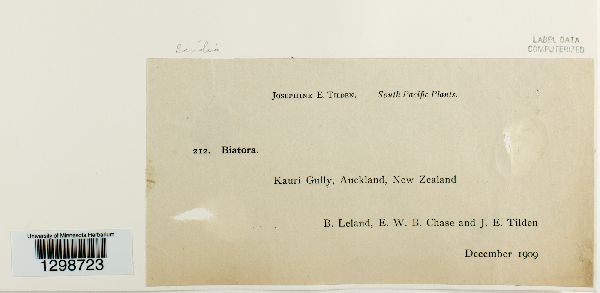 LABEL DATA
COMPUTERIZED
JOSEPHINE E. TILDEN. South Pacific Plants.
212. Biatora.
Kauri Gully, Auckland, New Zealand
B. Leland, E. W. B. Chase and J. E. Tilden
December 1909
University of Minnesota Herbarium
1298723